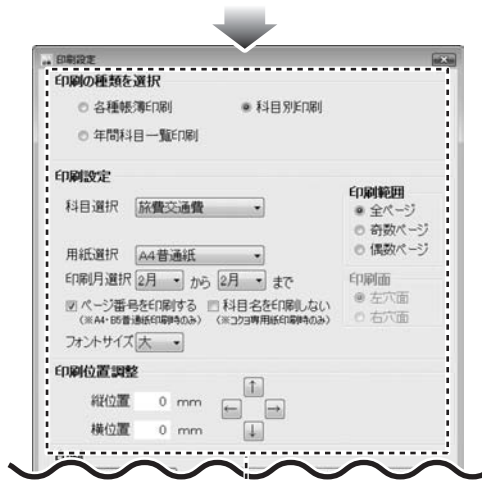 印刷設定
印刷の種類を選択
各種帳簿印刷 科目別印刷
年間科目一覧印刷
印刷設定
科目選択 旅費交通費
用紙選択 A4普通紙
印刷月選択 2月 から 2月 まで
ページ番号を印刷する 科目名を印刷しない
(※A4・B5普通紙印刷時のみ) (※コクヨ専用紙印刷時のみ)
フォントサイズ 大
印刷範囲
全ページ
奇数ページ
偶数ページ
印刷面
左穴面
右穴面
印刷位置調整
縦位置 0 mm
横位置 0 mm
↑
← →
↓